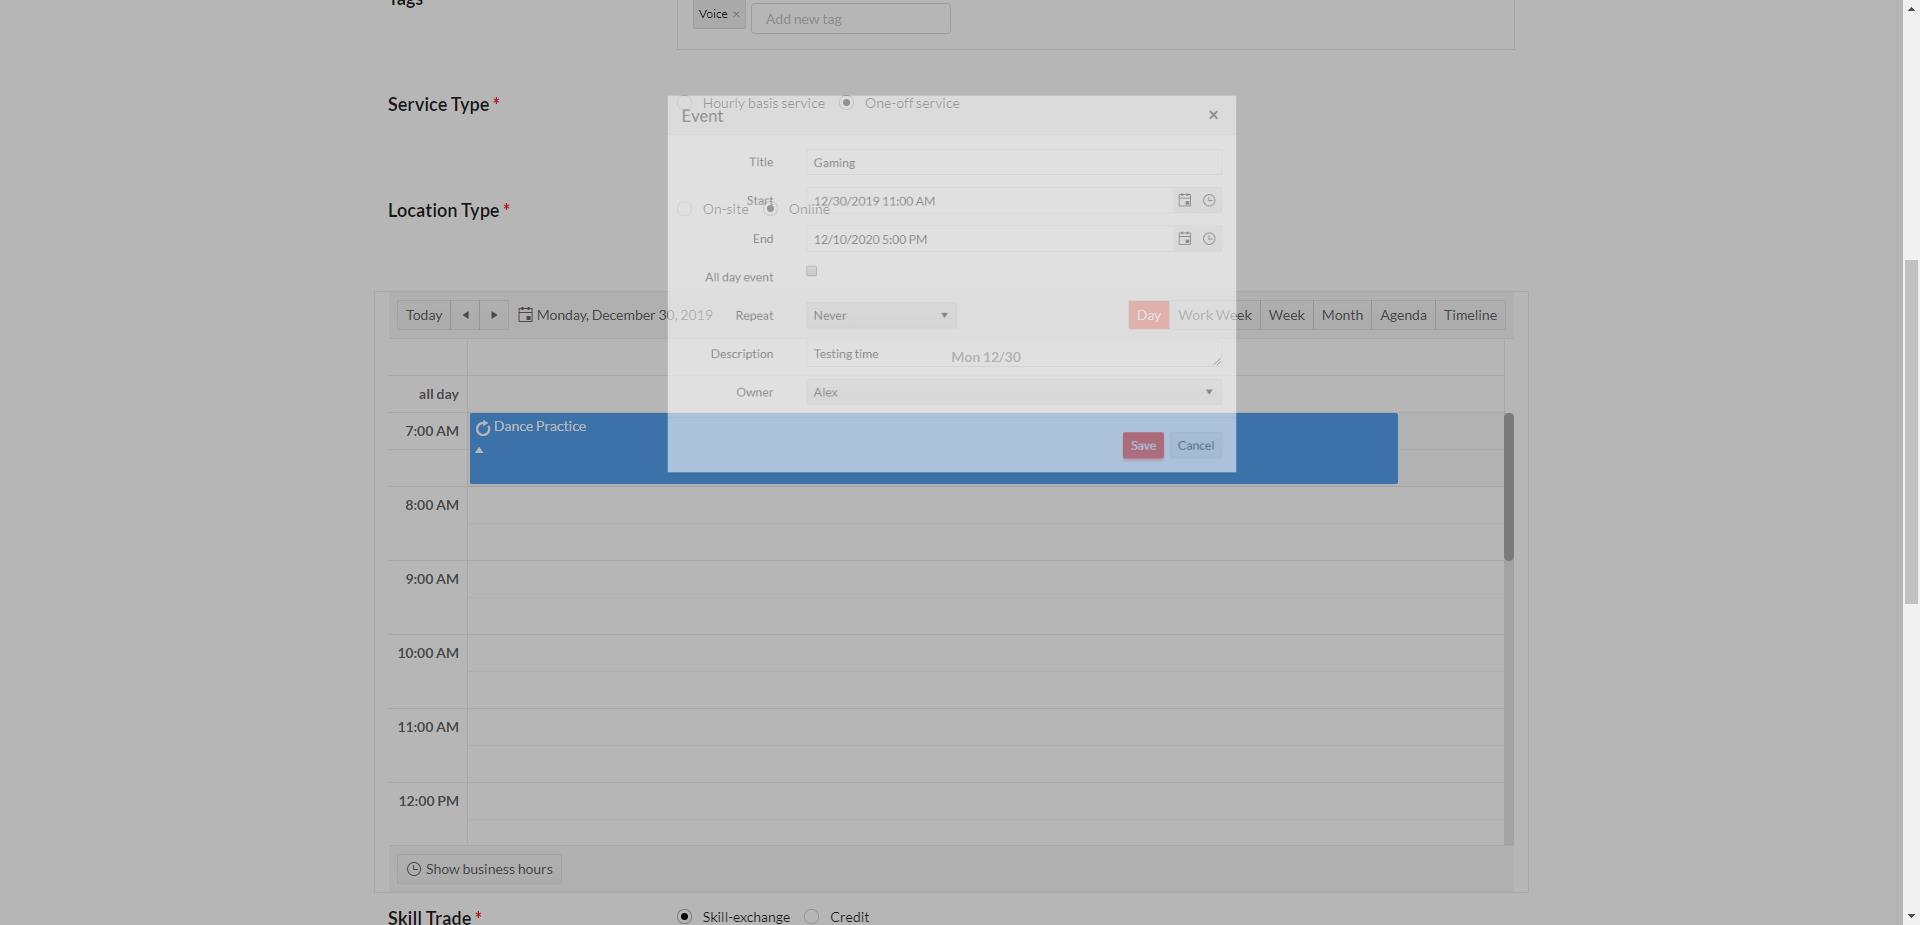 Tags
Voice ×
Add new tag
Service Type *
Hourly basis service
One-off service
Event
×
Title
Gaming
Start
12/30/2019 11:00 AM
Location Type *
On-site
Online
End
12/10/2020 5:00 PM
All day event
Today
Monday, December 30, 2019
Repeat
Never
Day
Work Week
Week
Month
Agenda
Timeline
Description
Testing time
Mon 12/30
Owner
Alex
all day
7:00 AM
Dance Practice
Save
Cancel
8:00 AM
9:00 AM
10:00 AM
11:00 AM
12:00 PM
Show business hours
Skill Trade *
Skill-exchange
Credit